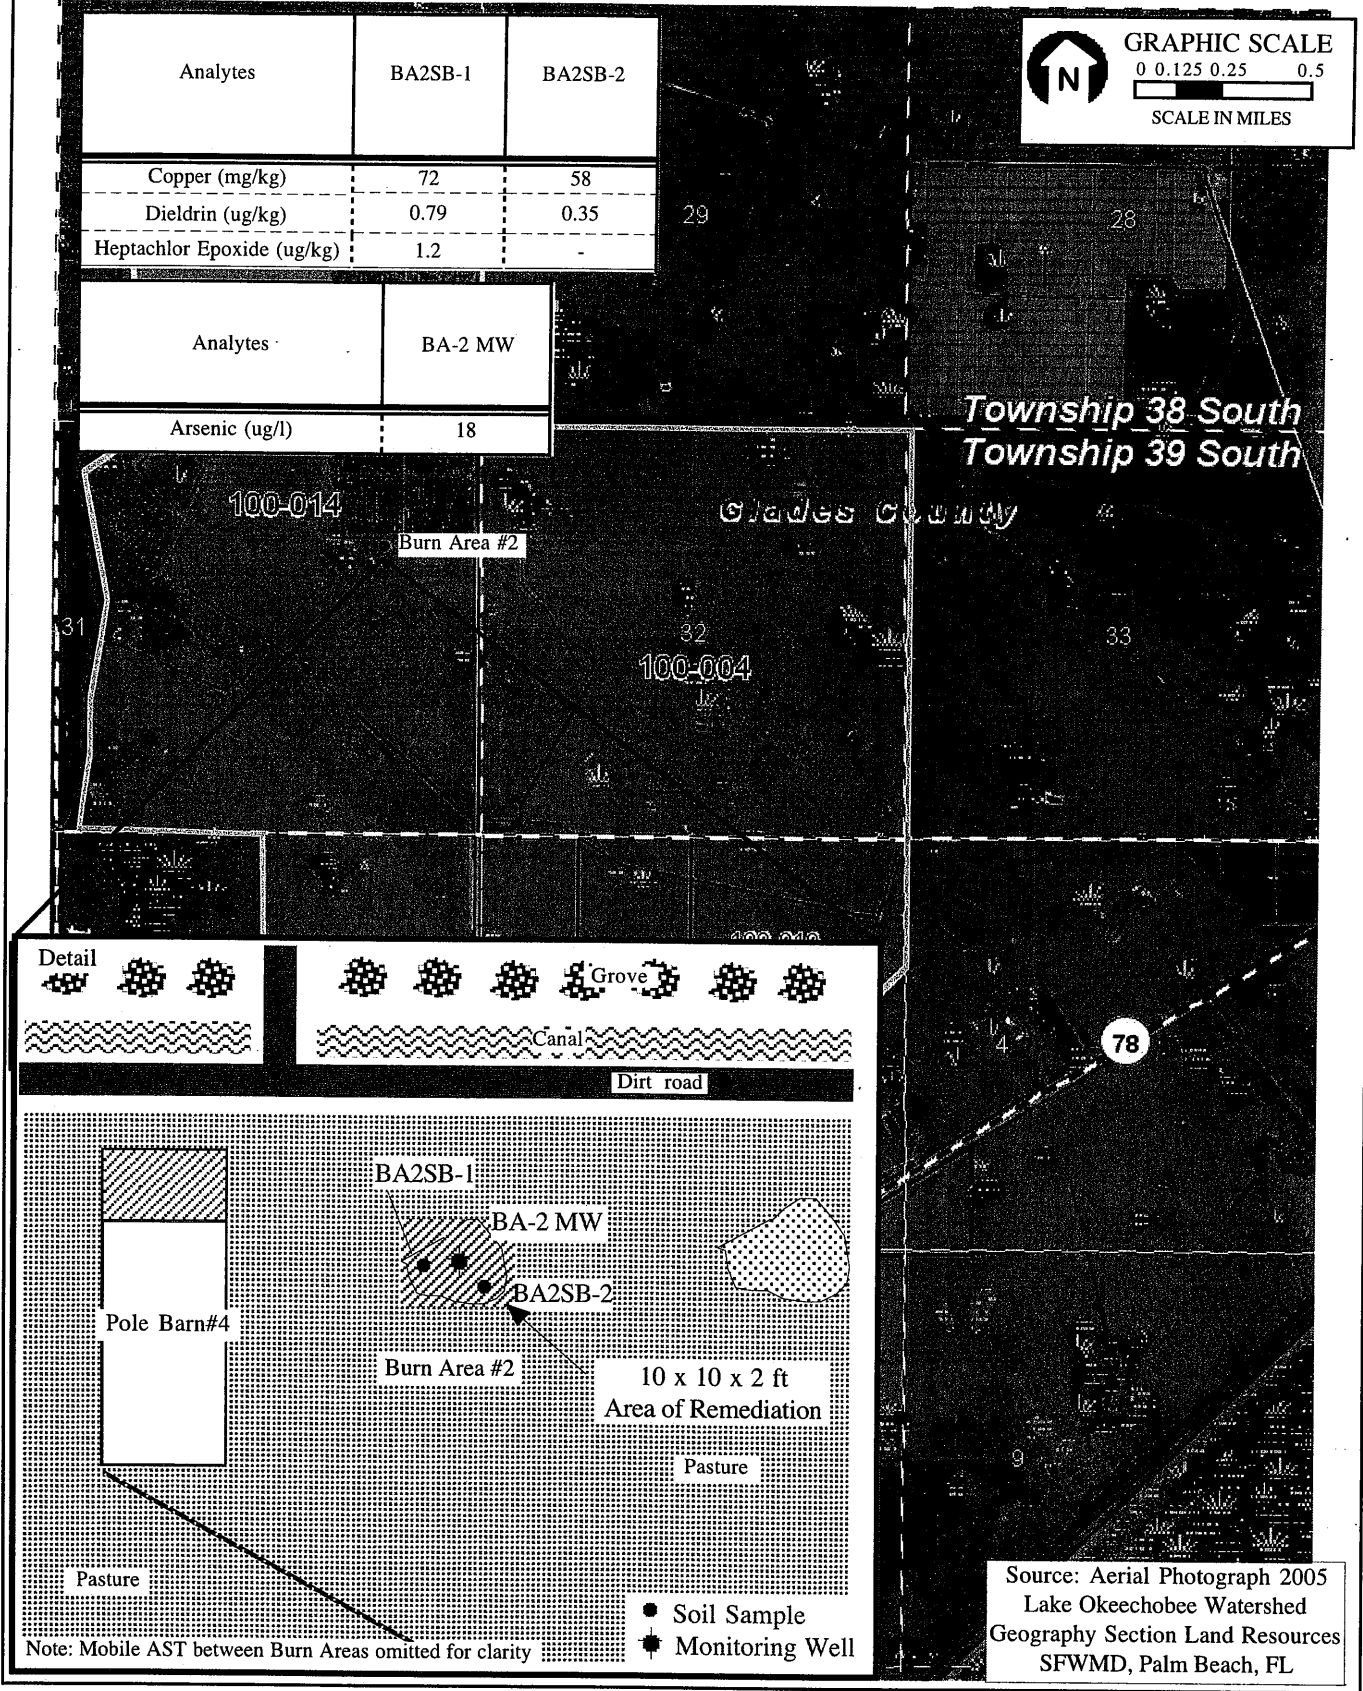 Analytes BA2SB-1 BA2SB-2
Copper (mg/kg) 72 58
Dieldrin (ug/kg) 0.79 0.35
Heptachlor Epoxide (ug/kg) 1.2 -
Analytes BA-2 MW
Arsenic (ug/l) 18
N
GRAPHIC SCALE
0 0.125 0.25 0.5
SCALE IN MILES
29
28
Township 38 South
Township 39 South
100-014
Glades County
Burn Area #2
31
32
33
100-004
4
78
9
Detail
Grove
Canal
Dirt road
BA2SB-1
BA-2 MW
BA2SB-2
Pole Barn#4
Burn Area #2
10 x 10 x 2 ft
Area of Remediation
Pasture
Pasture
Soil Sample
Monitoring Well
Note: Mobile AST between Burn Areas omitted for clarity
Source: Aerial Photograph 2005
Lake Okeechobee Watershed
Geography Section Land Resources
SFWMD, Palm Beach, FL